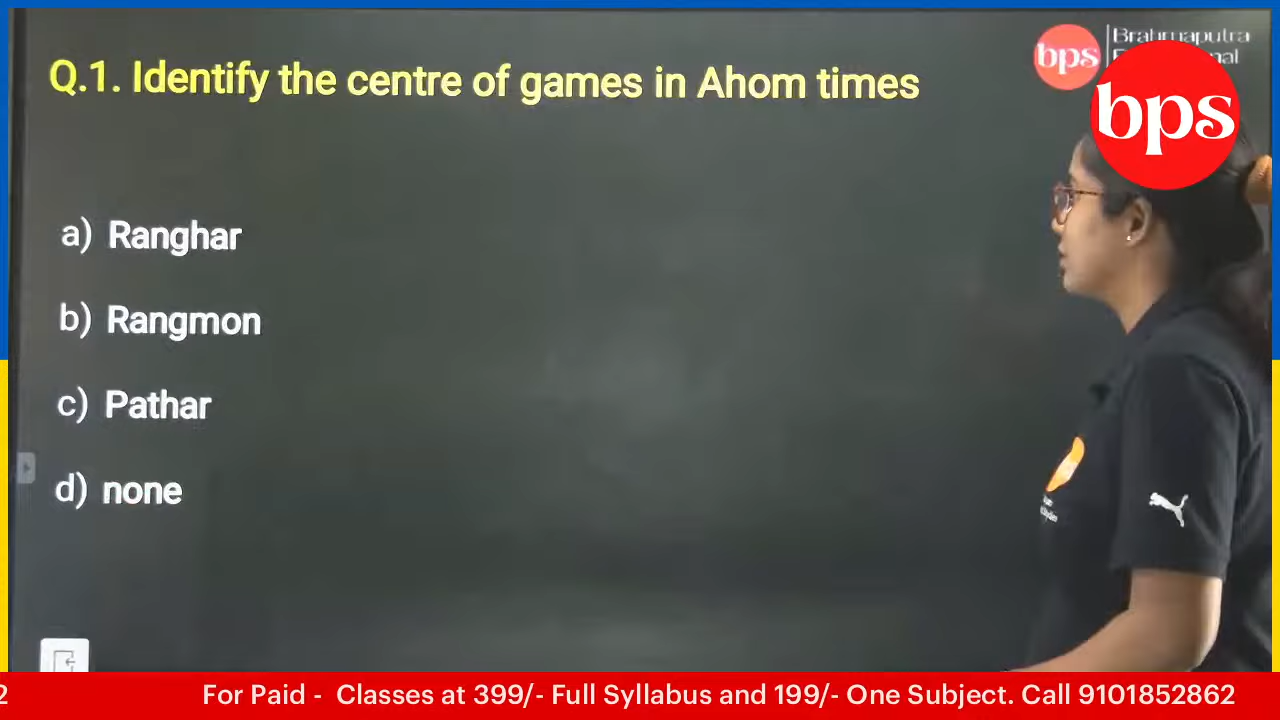 Q.1. Identify the centre of games in Ahom times
bps
Brahmaputra
bps
a) Ranghar
b) Rangmon
c) Pathar
d) none
2
For Paid - Classes at 399/- Full Syllabus and 199/- One Subject. Call 9101852862